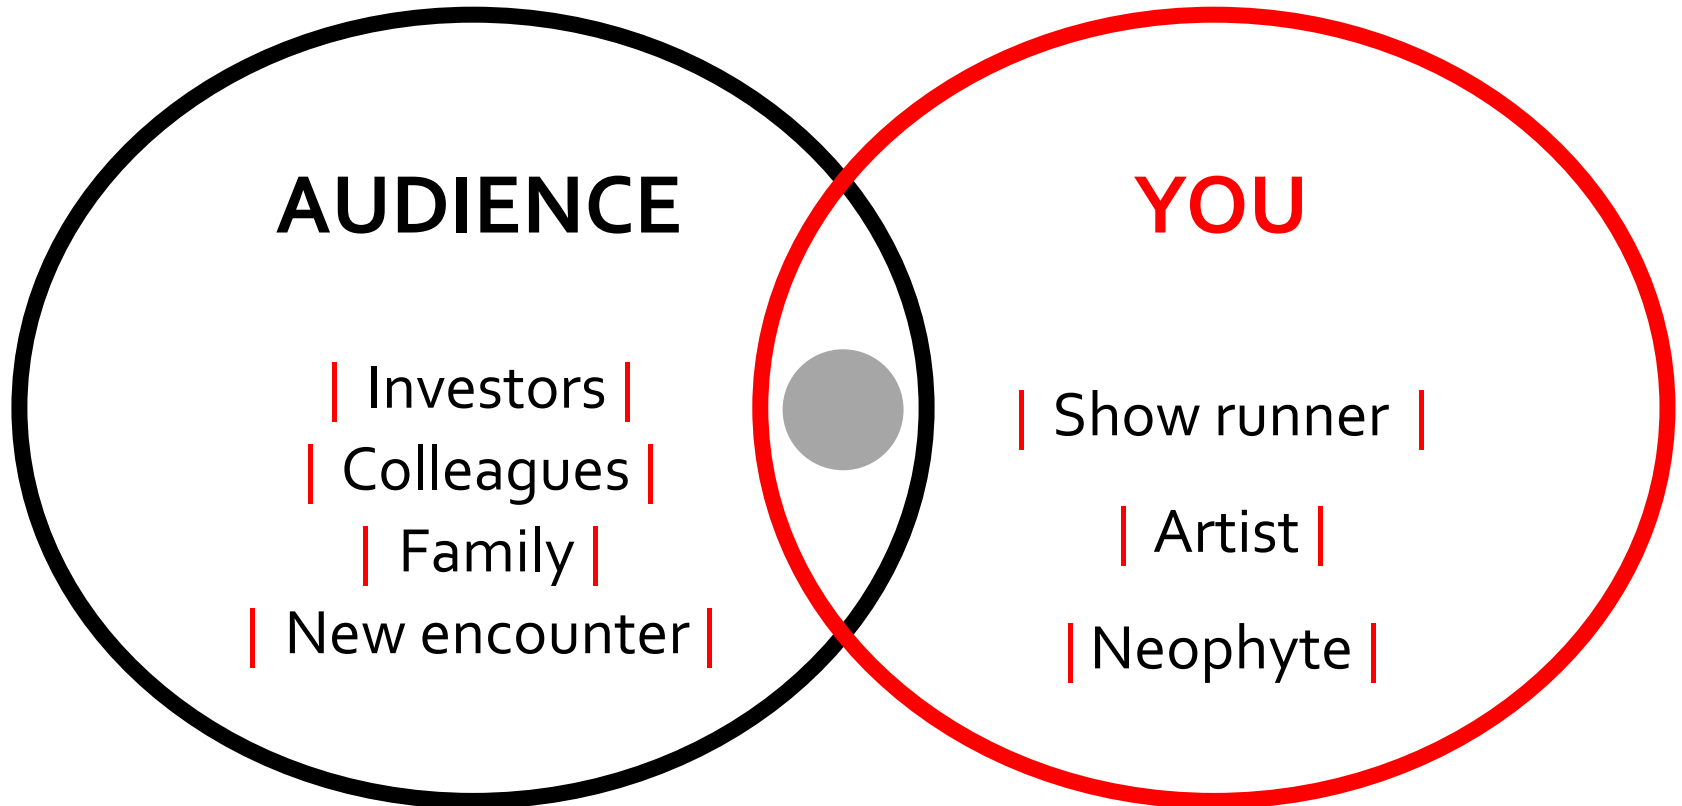 AUDIENCE
| Investors |
| Colleagues |
| Family |
| New encounter |
YOU
| Show runner |
| Artist |
| Neophyte |